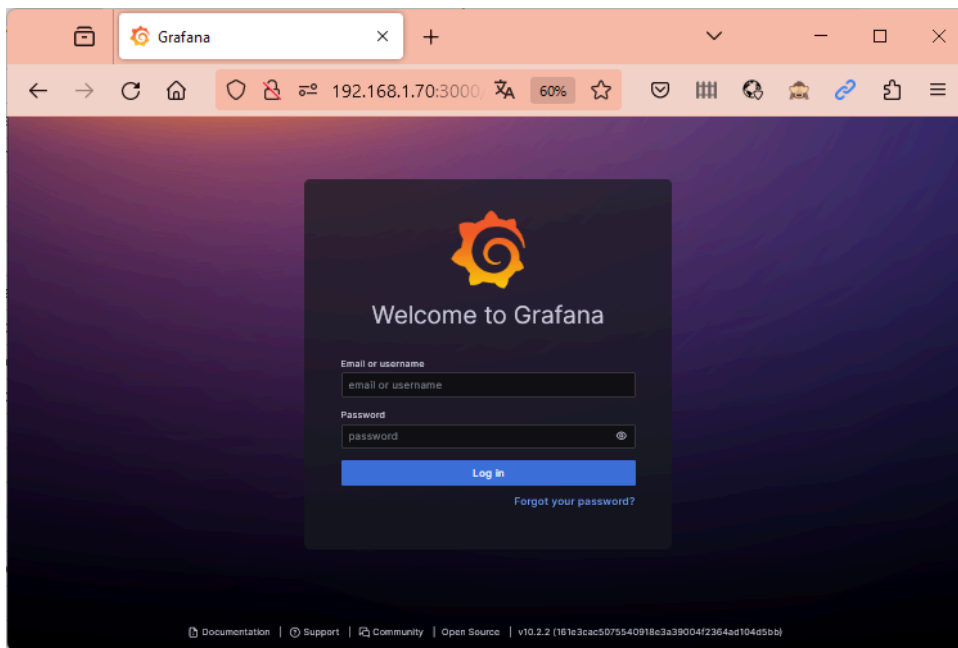 Grafana
192.168.1.70:3000/
60%
Welcome to Grafana
Email or username
email or username
Password
password
Log in
Forgot your password?
Documentation | Support | Community | Open Source | v10.2.2 (161e3cac5075540918e3a39004f2364ad104d5bb)